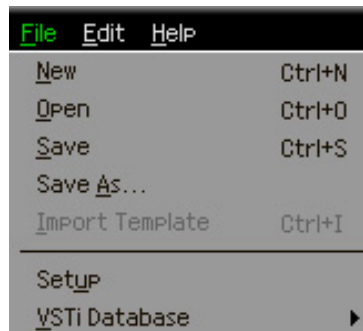 File Edit Help
New Ctrl+N
Open Ctrl+O
Save Ctrl+S
Save As...
Import Template Ctrl+I
Setup
VSTi Database